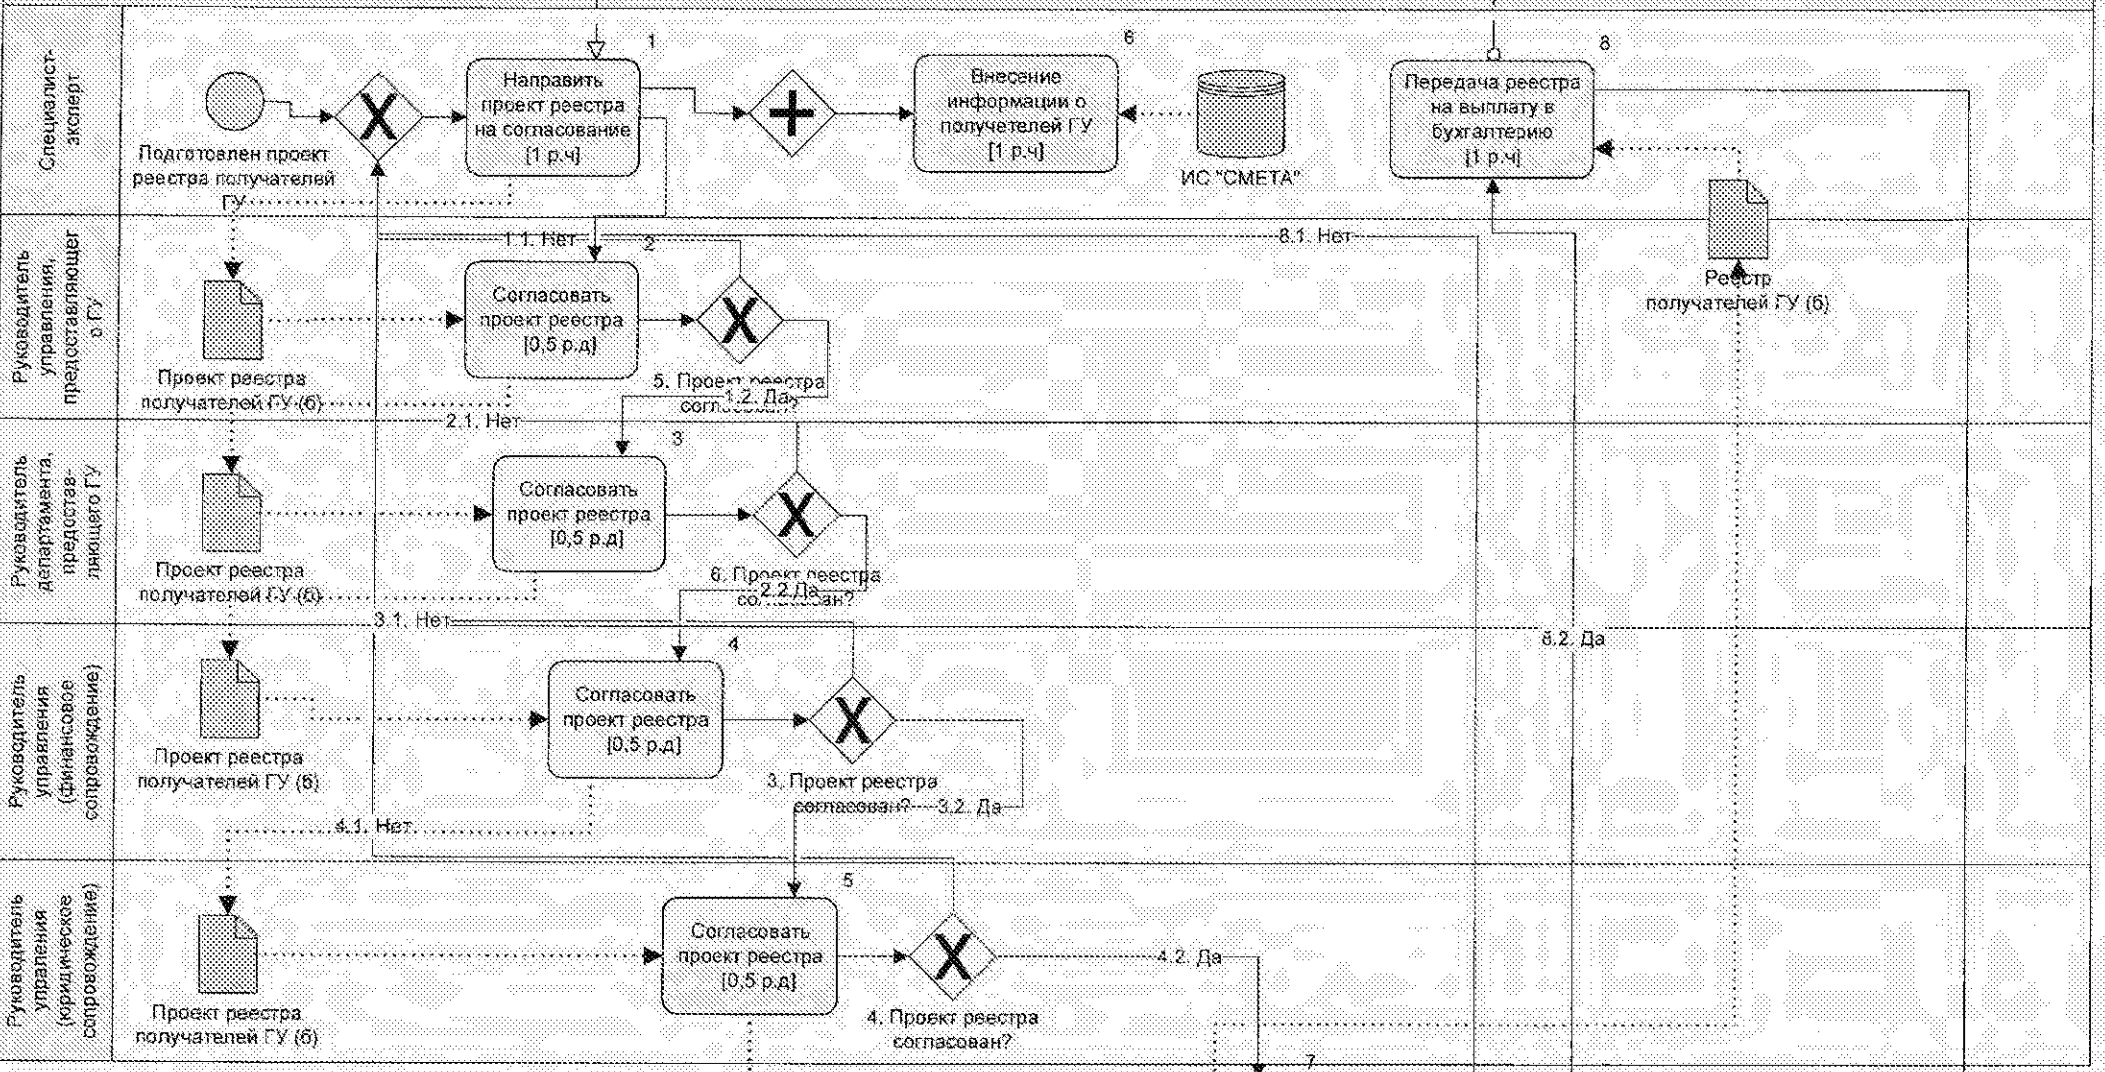 Специалист-
эксперт
Подготовлен проект
реестра получателей
ГУ
1
Направить
проект реестра
на согласование
[1 р.ч]
6
Внесение
информации о
получетелей ГУ
[1 р.ч]
ИС "СМЕТА"
8
Передача реестра
на выплату в
бухгалтерию
[1 р.ч]
Реестр
получателей ГУ (б)
Руководитель
управления,
предоставляющег
о ГУ
1.1. Нет
2
8.1. Нет
Согласовать
проект реестра
[0,5 р.д]
Проект реестра
получателей ГУ (б)
5. Проект реестра
согласован?
1.2. Да
Руководитель
департамента,
предостав-
ляющего ГУ
2.1. Нет
3
Согласовать
проект реестра
[0,5 р.д]
Проект реестра
получателей ГУ (б)
6. Проект реестра
согласован?
2.2. Да
Руководитель
управления
(финансовое
сопровождение)
3.1. Нет
4
8.2. Да
Согласовать
проект реестра
[0,5 р.д]
Проект реестра
получателей ГУ (б)
3. Проект реестра
согласован?
3.2. Да
4.1. Нет
Руководитель
упраления
(юридическое
сопровождение)
5
Согласовать
проект реестра
[0,5 р.д]
4.2. Да
Проект реестра
получателей ГУ (б)
4. Проект реестра
согласован?
7